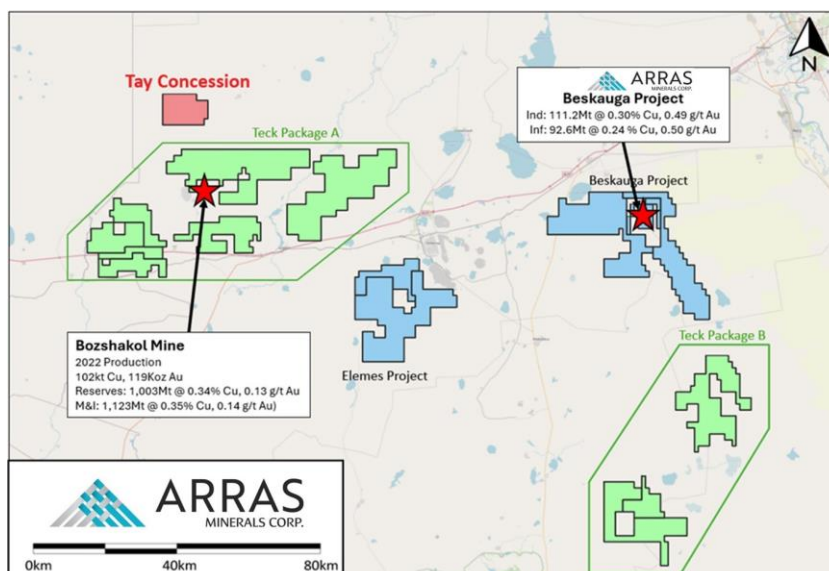 N
Tay Concession
ARRAS
MINERALS CORP.
Beskauga Project
Ind: 111.2Mt @ 0.30% Cu, 0.49 g/t Au
Inf: 92.6Mt @ 0.24 % Cu, 0.50 g/t Au
Teck Package A
Beskauga Project
Bozshakol Mine
2022 Production
102kt Cu, 119Koz Au
Reserves: 1,003Mt @ 0.34% Cu, 0.13 g/t Au
M&I: 1,123Mt @ 0.35% Cu, 0.14 g/t Au)
Elemes Project
Teck Package B
ARRAS
MINERALS CORP.
0km 40km 80km